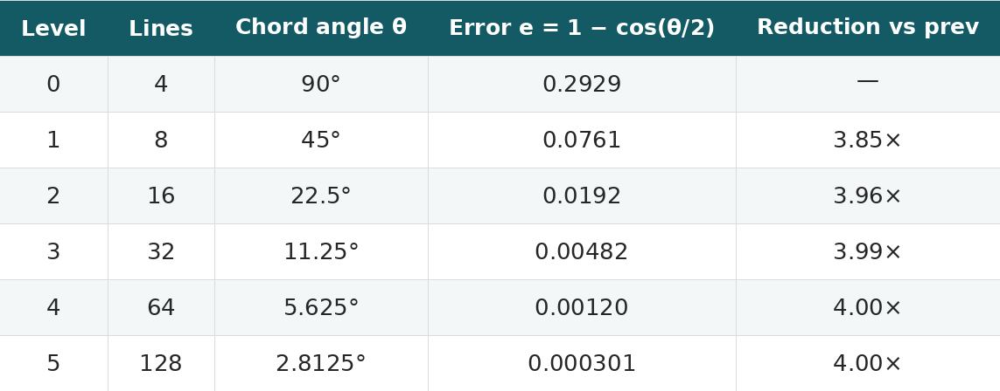 Level Lines Chord angle θ Error e = 1 − cos(θ/2) Reduction vs prev
0 4 90° 0.2929 —
1 8 45° 0.0761 3.85×
2 16 22.5° 0.0192 3.96×
3 32 11.25° 0.00482 3.99×
4 64 5.625° 0.00120 4.00×
5 128 2.8125° 0.000301 4.00×